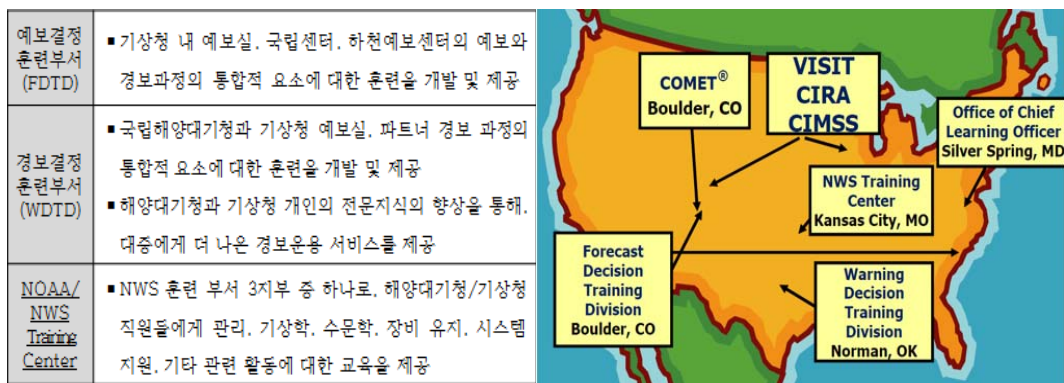 예보결정
훈련부서
(FDTD)
▪ 기상청 내 예보실, 국립센터, 하천예보센터의 예보와
경보과정의 통합적 요소에 대한 훈련을 개발 및 제공
경보결정
훈련부서
(WDTD)
▪ 국립해양대기청과 기상청 예보실, 파트너 경보 과정의
통합적 요소에 대한 훈련을 개발 및 제공
▪ 해양대기청과 기상청 개인의 전문지식의 향상을 통해,
대중에게 더 나은 경보운용 서비스를 제공
NOAA/
NWS
Training
Center
▪ NWS 훈련 부서 3지부 중 하나로, 해양대기청/기상청
직원들에게 관리, 기상학, 수문학, 장비 유지, 시스템
지원, 기타 관련 활동에 대한 교육을 제공
COMET®
Boulder, CO
VISIT
CIRA
CIMSS
Office of Chief
Learning Officer
Silver Spring, MD
NWS Training
Center
Kansas City, MO
Forecast
Decision
Training
Division
Boulder, CO
Warning
Decision
Training
Division
Norman, OK